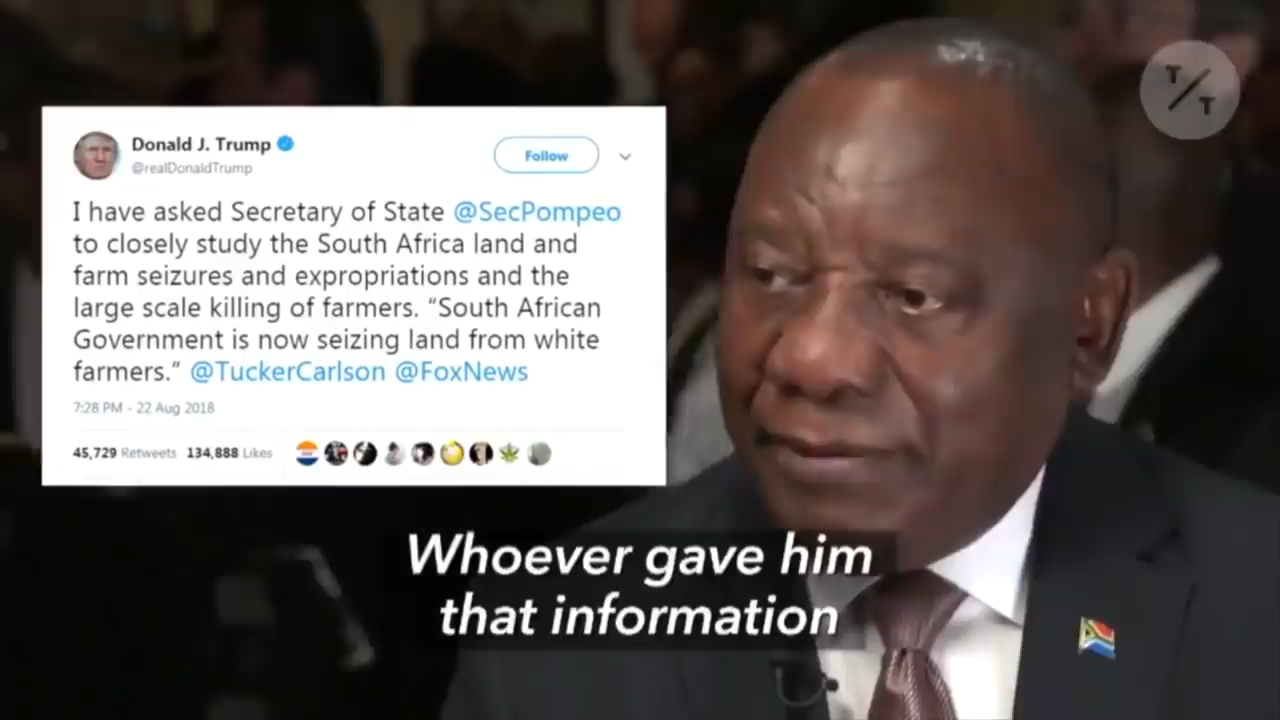 T/T
Donald J. Trump
@realDonaldTrump
Follow
I have asked Secretary of State @SecPompeo
to closely study the South Africa land and
farm seizures and expropriations and the
large scale killing of farmers. “South African
Government is now seizing land from white
farmers.” @TuckerCarlson @FoxNews
7:28 PM - 22 Aug 2018
45,729 Retweets 134,888 Likes
Whoever gave him
that information